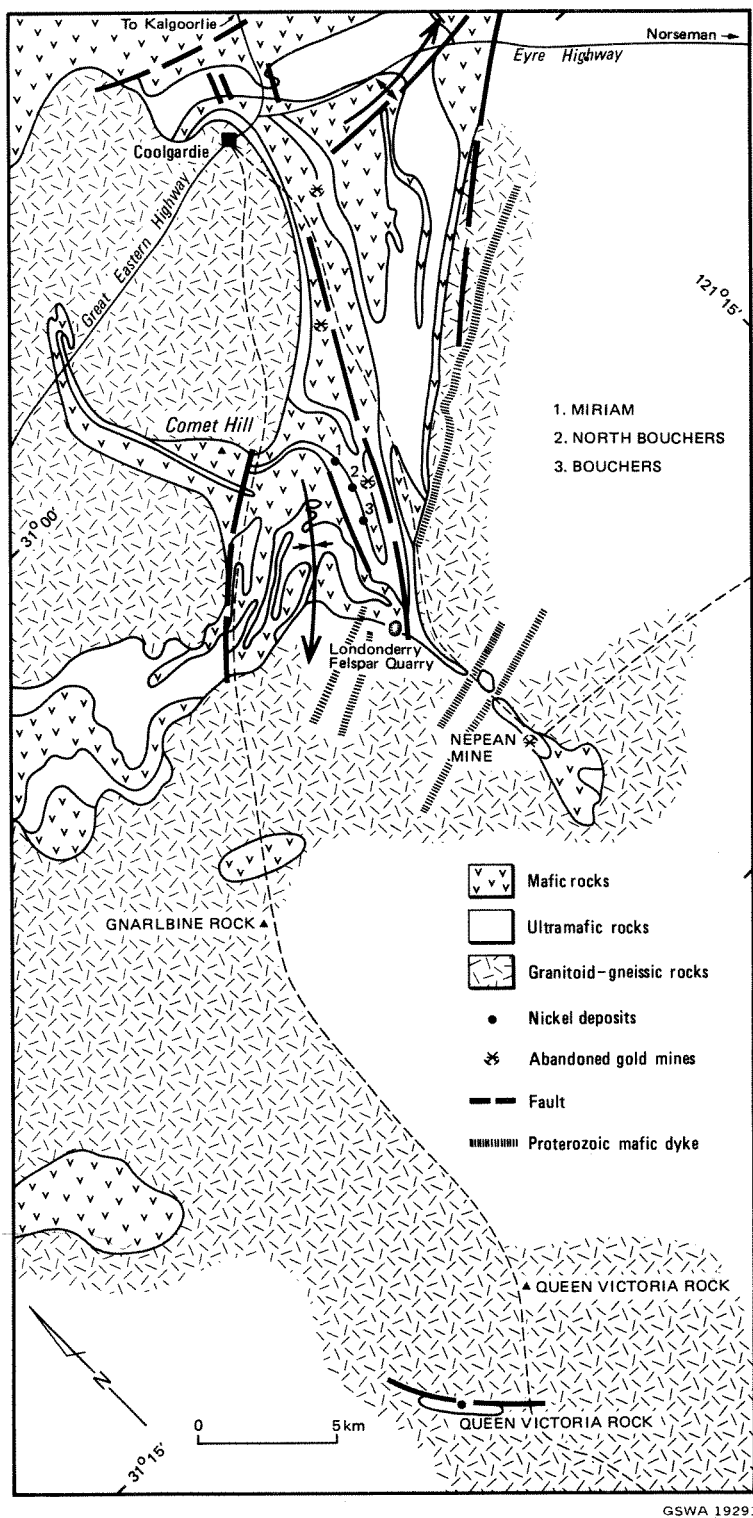 To Kalgoorlie
Norseman
Eyre Highway
Coolgardie
Great Eastern Highway
121°15'
1. MIRIAM
2. NORTH BOUCHERS
3. BOUCHERS
Comet Hill
1
2
3
31°00'
Londonderry
Felspar Quarry
NEPEAN
MINE
Mafic rocks
GNARLBINE ROCK
Ultramafic rocks
Granitoid-gneissic rocks
Nickel deposits
Abandoned gold mines
Fault
Proterozoic mafic dyke
QUEEN VICTORIA ROCK
N
0 5km
QUEEN VICTORIA ROCK
31°15'
GSWA 19291